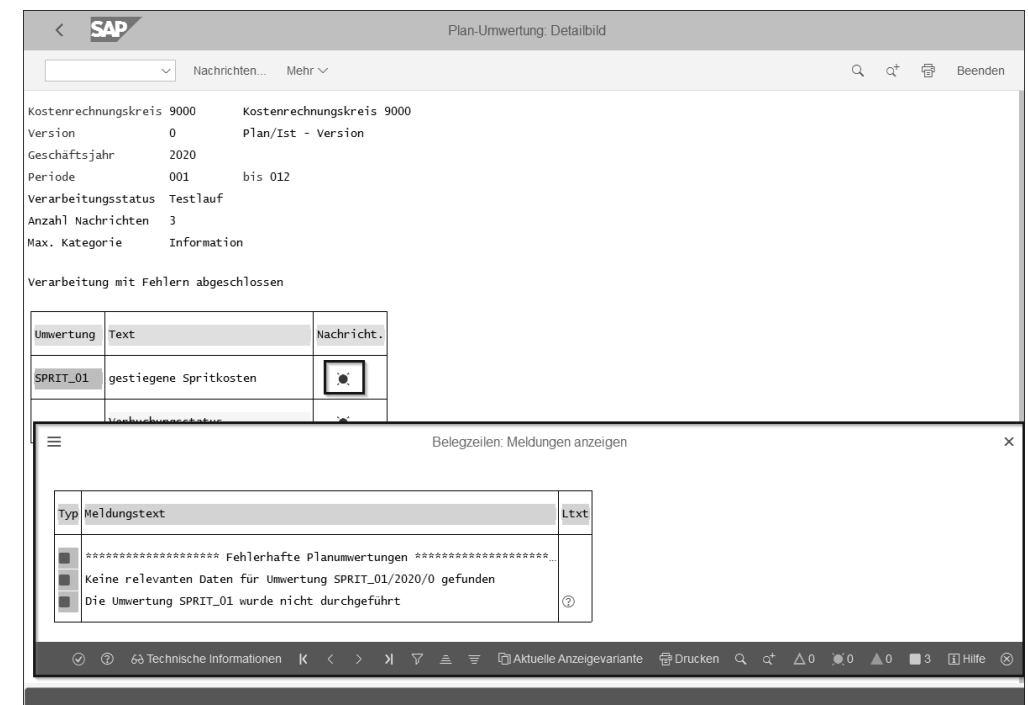 SAP
Plan-Umwertung: Detailbild
Nachrichten... Mehr Beenden
Kostenrechnungskreis 9000 Kostenrechnungskreis 9000
Version 0 Plan/Ist - Version
Geschäftsjahr 2020
Periode 001 bis 012
Verarbeitungsstatus Testlauf
Anzahl Nachrichten 3
Max. Kategorie Information
Verarbeitung mit Fehlern abgeschlossen
Umwertung Text Nachricht.
SPRIT_01 gestiegene Spritkosten
Verbuchungsstatus
Belegzeilen: Meldungen anzeigen
Typ Meldungstext Ltxt
******************** Fehlerhafte Planumwertungen ********************...
Keine relevanten Daten für Umwertung SPRIT_01/2020/0 gefunden
Die Umwertung SPRIT_01 wurde nicht durchgeführt
Technische Informationen Aktuelle Anzeigevariante Drucken 0 0 0 3 Hilfe